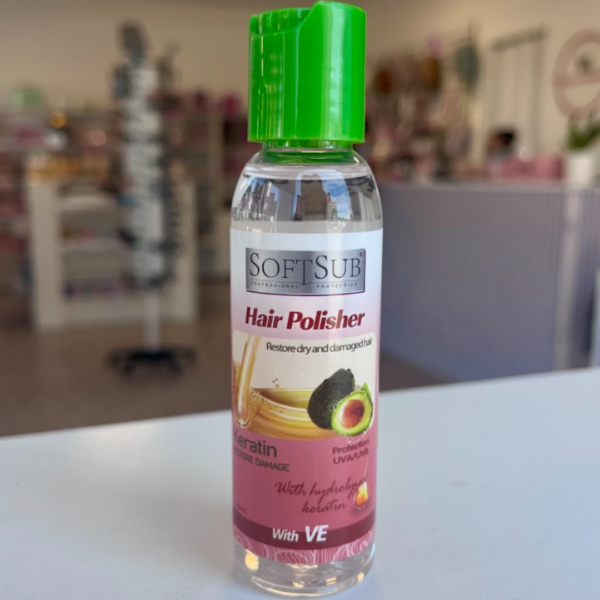 SOFTSUB®
PROFESSIONAL PROTECTION
Hair Polisher
Restore dry and damaged hair
Keratin
RESTORE DAMAGE
Protection
UVA/UVB
With
keratin
With VE